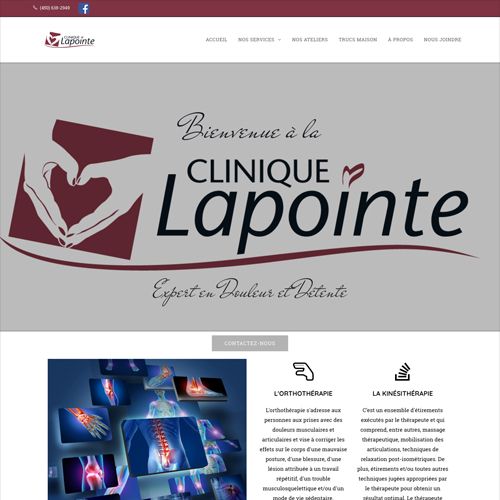 (450) 638-2949
CLINIQUE
Lapointe
ACCUEIL
NOS SERVICES
NOS ATELIERS
TRUCS MAISON
À PROPOS
NOUS JOINDRE
Bienvenue à la
CLINIQUE
Lapointe
Expert en Douleur et Détente
CONTACTEZ-NOUS
L'ORTHOTHÉRAPIE
L'orthothérapie s'adresse aux
personnes aux prises avec des
douleurs musculaires et
articulaires et vise à corriger les
effets sur le corps d'une mauvaise
posture, d'une blessure, d'une
lésion attribuée à un travail
répétitif, d'un trouble
musculosquelettique et/ou d'un
mode de vie sédentaire.
LA KINÉSITHÉRAPIE
C'est un ensemble d'étirements
exécutés par le thérapeute et qui
comprend, entre autres, massage
thérapeutique, mobilisation des
articulations, techniques de
relaxation post-isométriques. De
plus, étirements et/ou toutes autres
techniques jugées appropriées par
le thérapeute pour obtenir un
résultat optimal. Le thérapeute